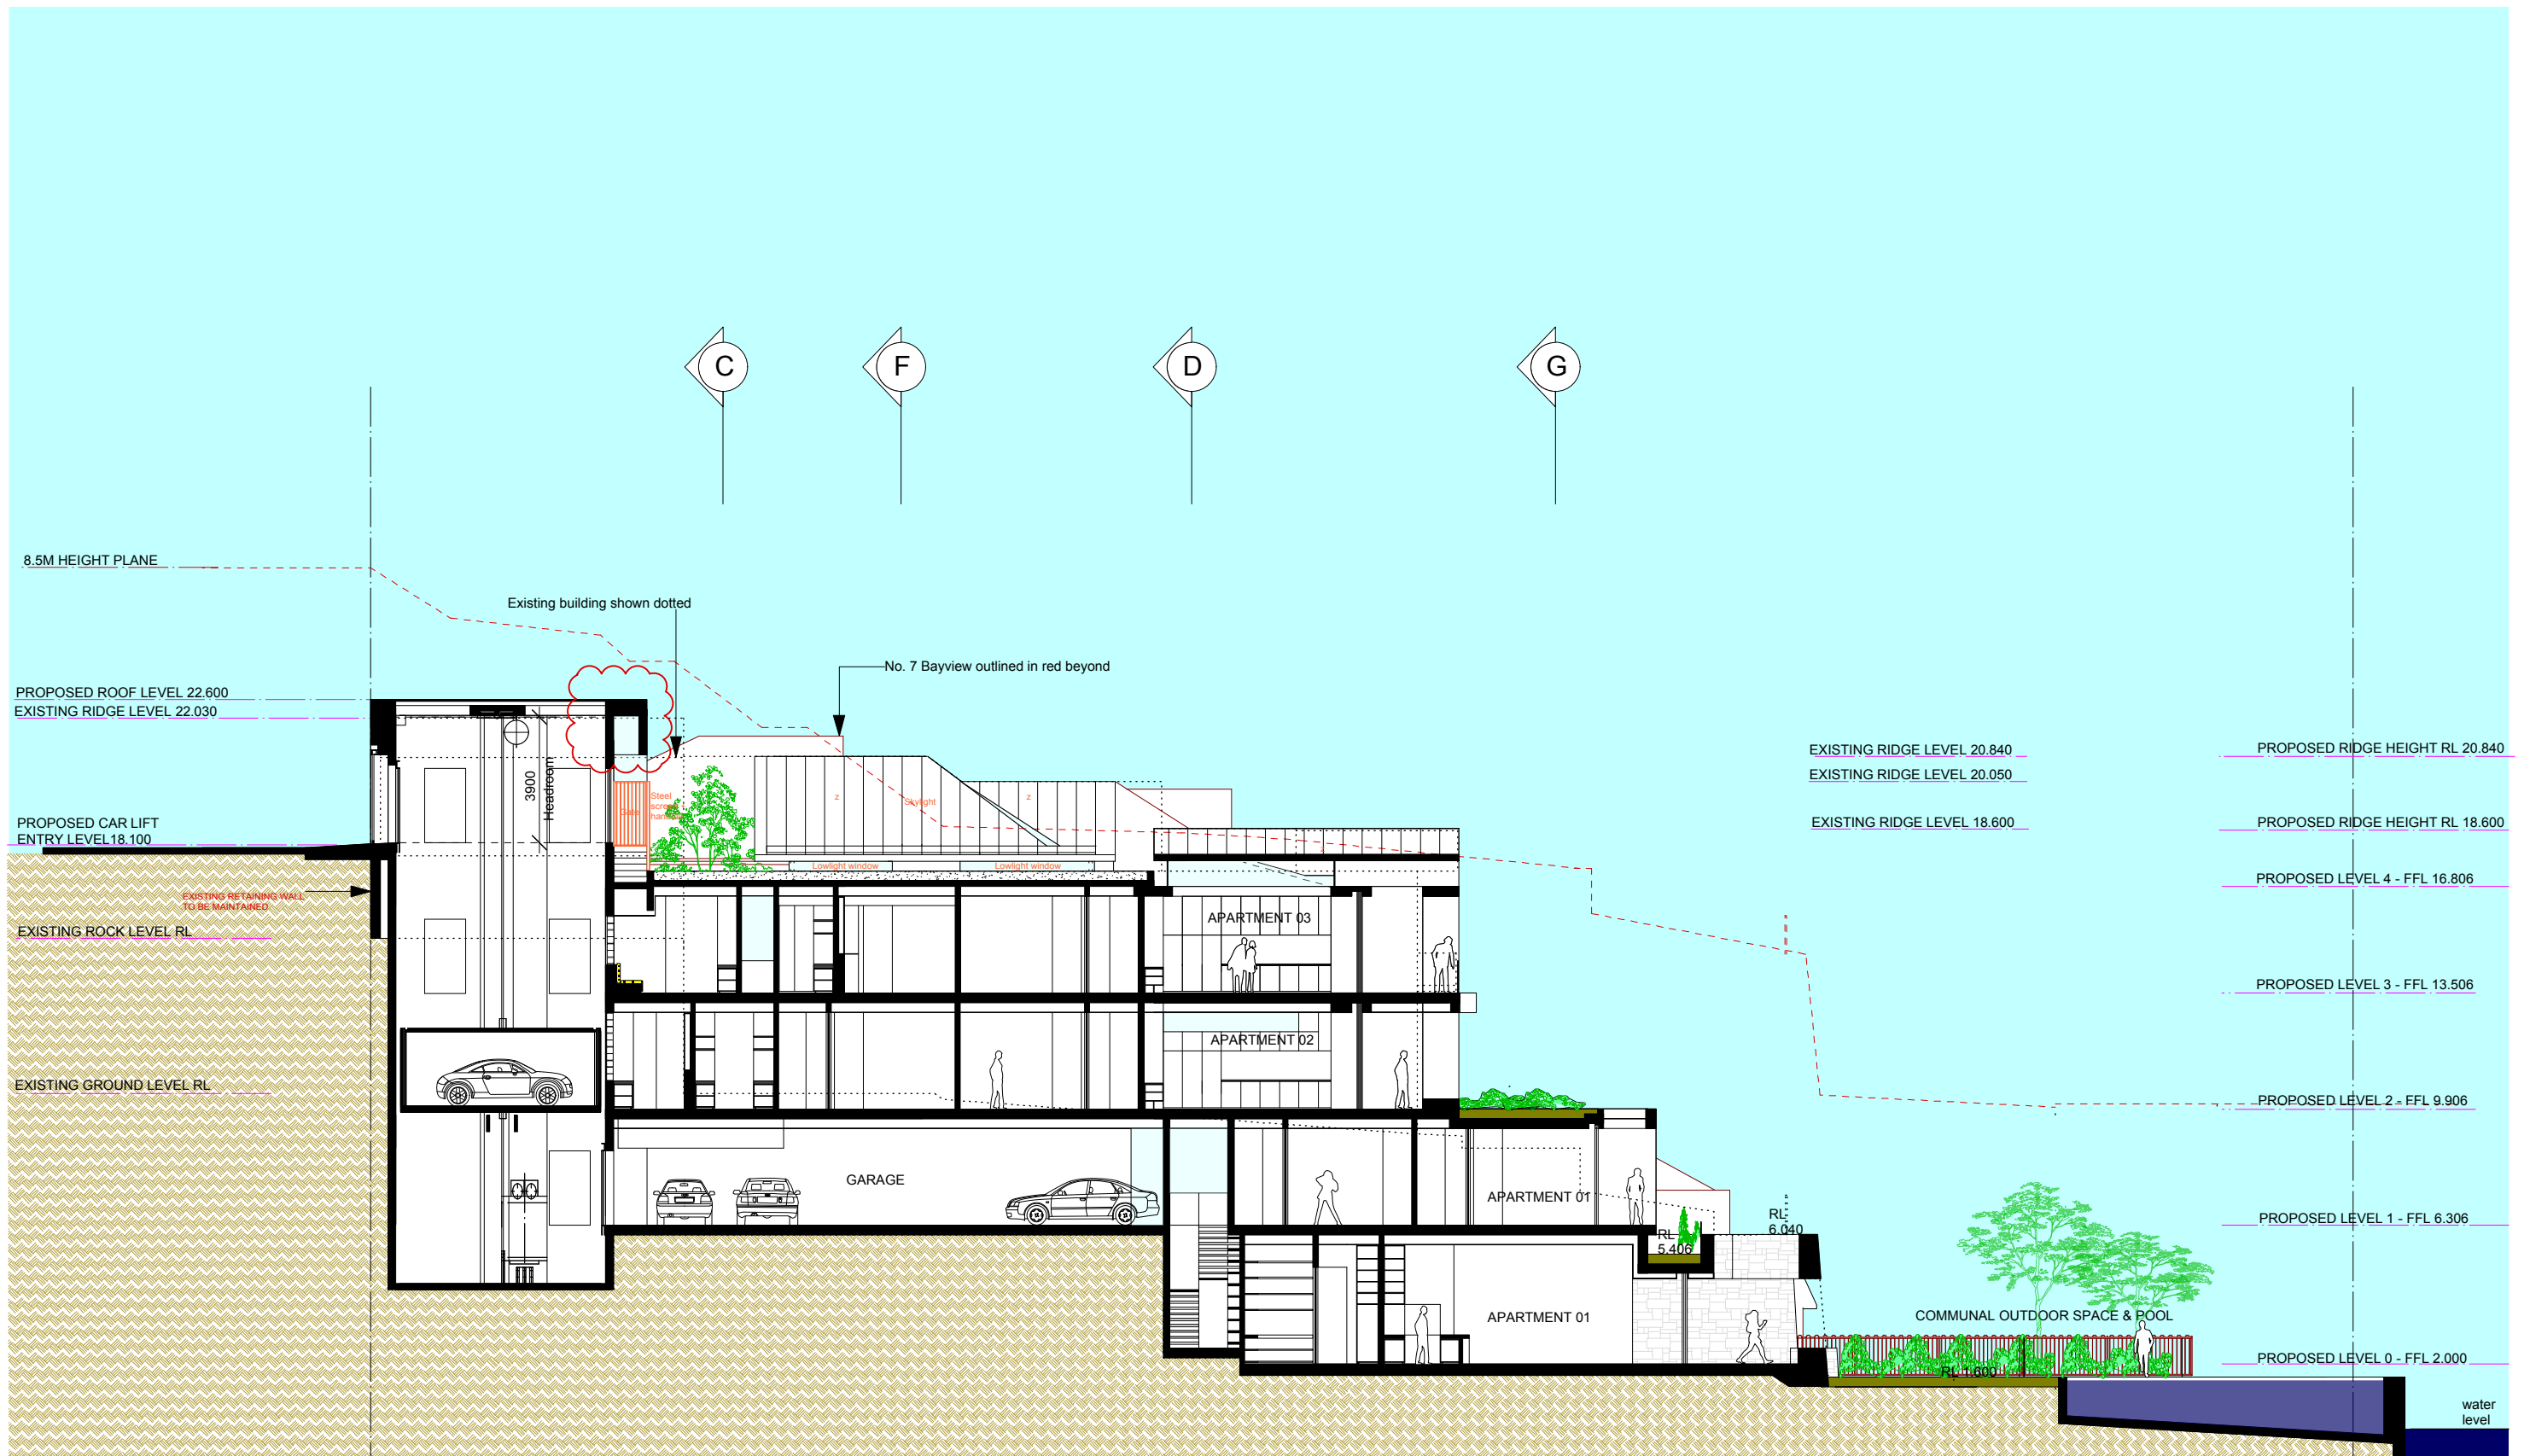 C
F
D
G
8.5M HEIGHT PLANE
Existing building shown dotted
No. 7 Bayview outlined in red beyond
PROPOSED ROOF LEVEL 22.600
EXISTING RIDGE LEVEL 22.030
EXISTING RIDGE LEVEL 20.840
PROPOSED RIDGE HEIGHT RL 20.840
EXISTING RIDGE LEVEL 20.050
3900
Headroom
Gate
Steel
screen
z
Skylight
z
PROPOSED CAR LIFT
ENTRY LEVEL18.100
EXISTING RIDGE LEVEL 18.600
PROPOSED RIDGE HEIGHT RL 18.600
z
Lowlight window
Lowlight window
EXISTING RETAINING WALL
TO BE MAINTAINED
PROPOSED LEVEL 4 - FFL 16.806
APARTMENT 03
EXISTING ROCK LEVEL RL
PROPOSED LEVEL 3 - FFL 13.506
APARTMENT 02
EXISTING GROUND LEVEL RL
PROPOSED LEVEL 2 - FFL 9.906
GARAGE
APARTMENT 01
RL
6.040
PROPOSED LEVEL 1 - FFL 6.306
RL
5.406
APARTMENT 01
COMMUNAL OUTDOOR SPACE & POOL
PROPOSED LEVEL 0 - FFL 2.000
RL 1.600
water
level